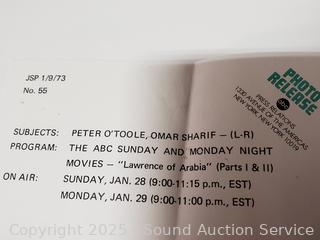 JSP 1/9/73
No. 55
PHOTO
RELEASE
abc
PRESS RELATIONS
1330 AVENUE OF THE AMERICAS
NEW YORK, NEW YORK 10019
SUBJECTS: PETER O'TOOLE, OMAR SHARIF – (L-R)
PROGRAM: THE ABC SUNDAY AND MONDAY NIGHT
MOVIES – "Lawrence of Arabia" (Parts I & II)
ON AIR: SUNDAY, JAN. 28 (9:00-11:15 p.m., EST)
MONDAY, JAN. 29 (9:00-11:00 p.m., EST)
Copyright 2025 Sound Auction Service